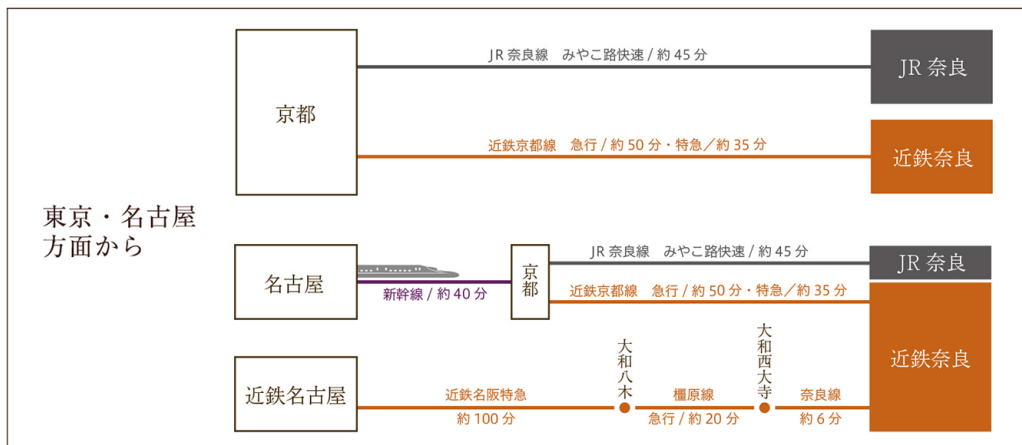 東京・名古屋
方面から
京都
JR 奈良線　みやこ路快速 / 約 45 分
JR 奈良
近鉄京都線　急行 / 約 50 分・特急／約 35 分
近鉄奈良
名古屋
新幹線 / 約 40 分
京都
JR 奈良線　みやこ路快速 / 約 45 分
JR 奈良
近鉄京都線　急行 / 約 50 分・特急／約 35 分
近鉄奈良
近鉄名古屋
近鉄名阪特急
約 100 分
大和八木
橿原線
急行 / 約 20 分
大和西大寺
奈良線
約 6 分